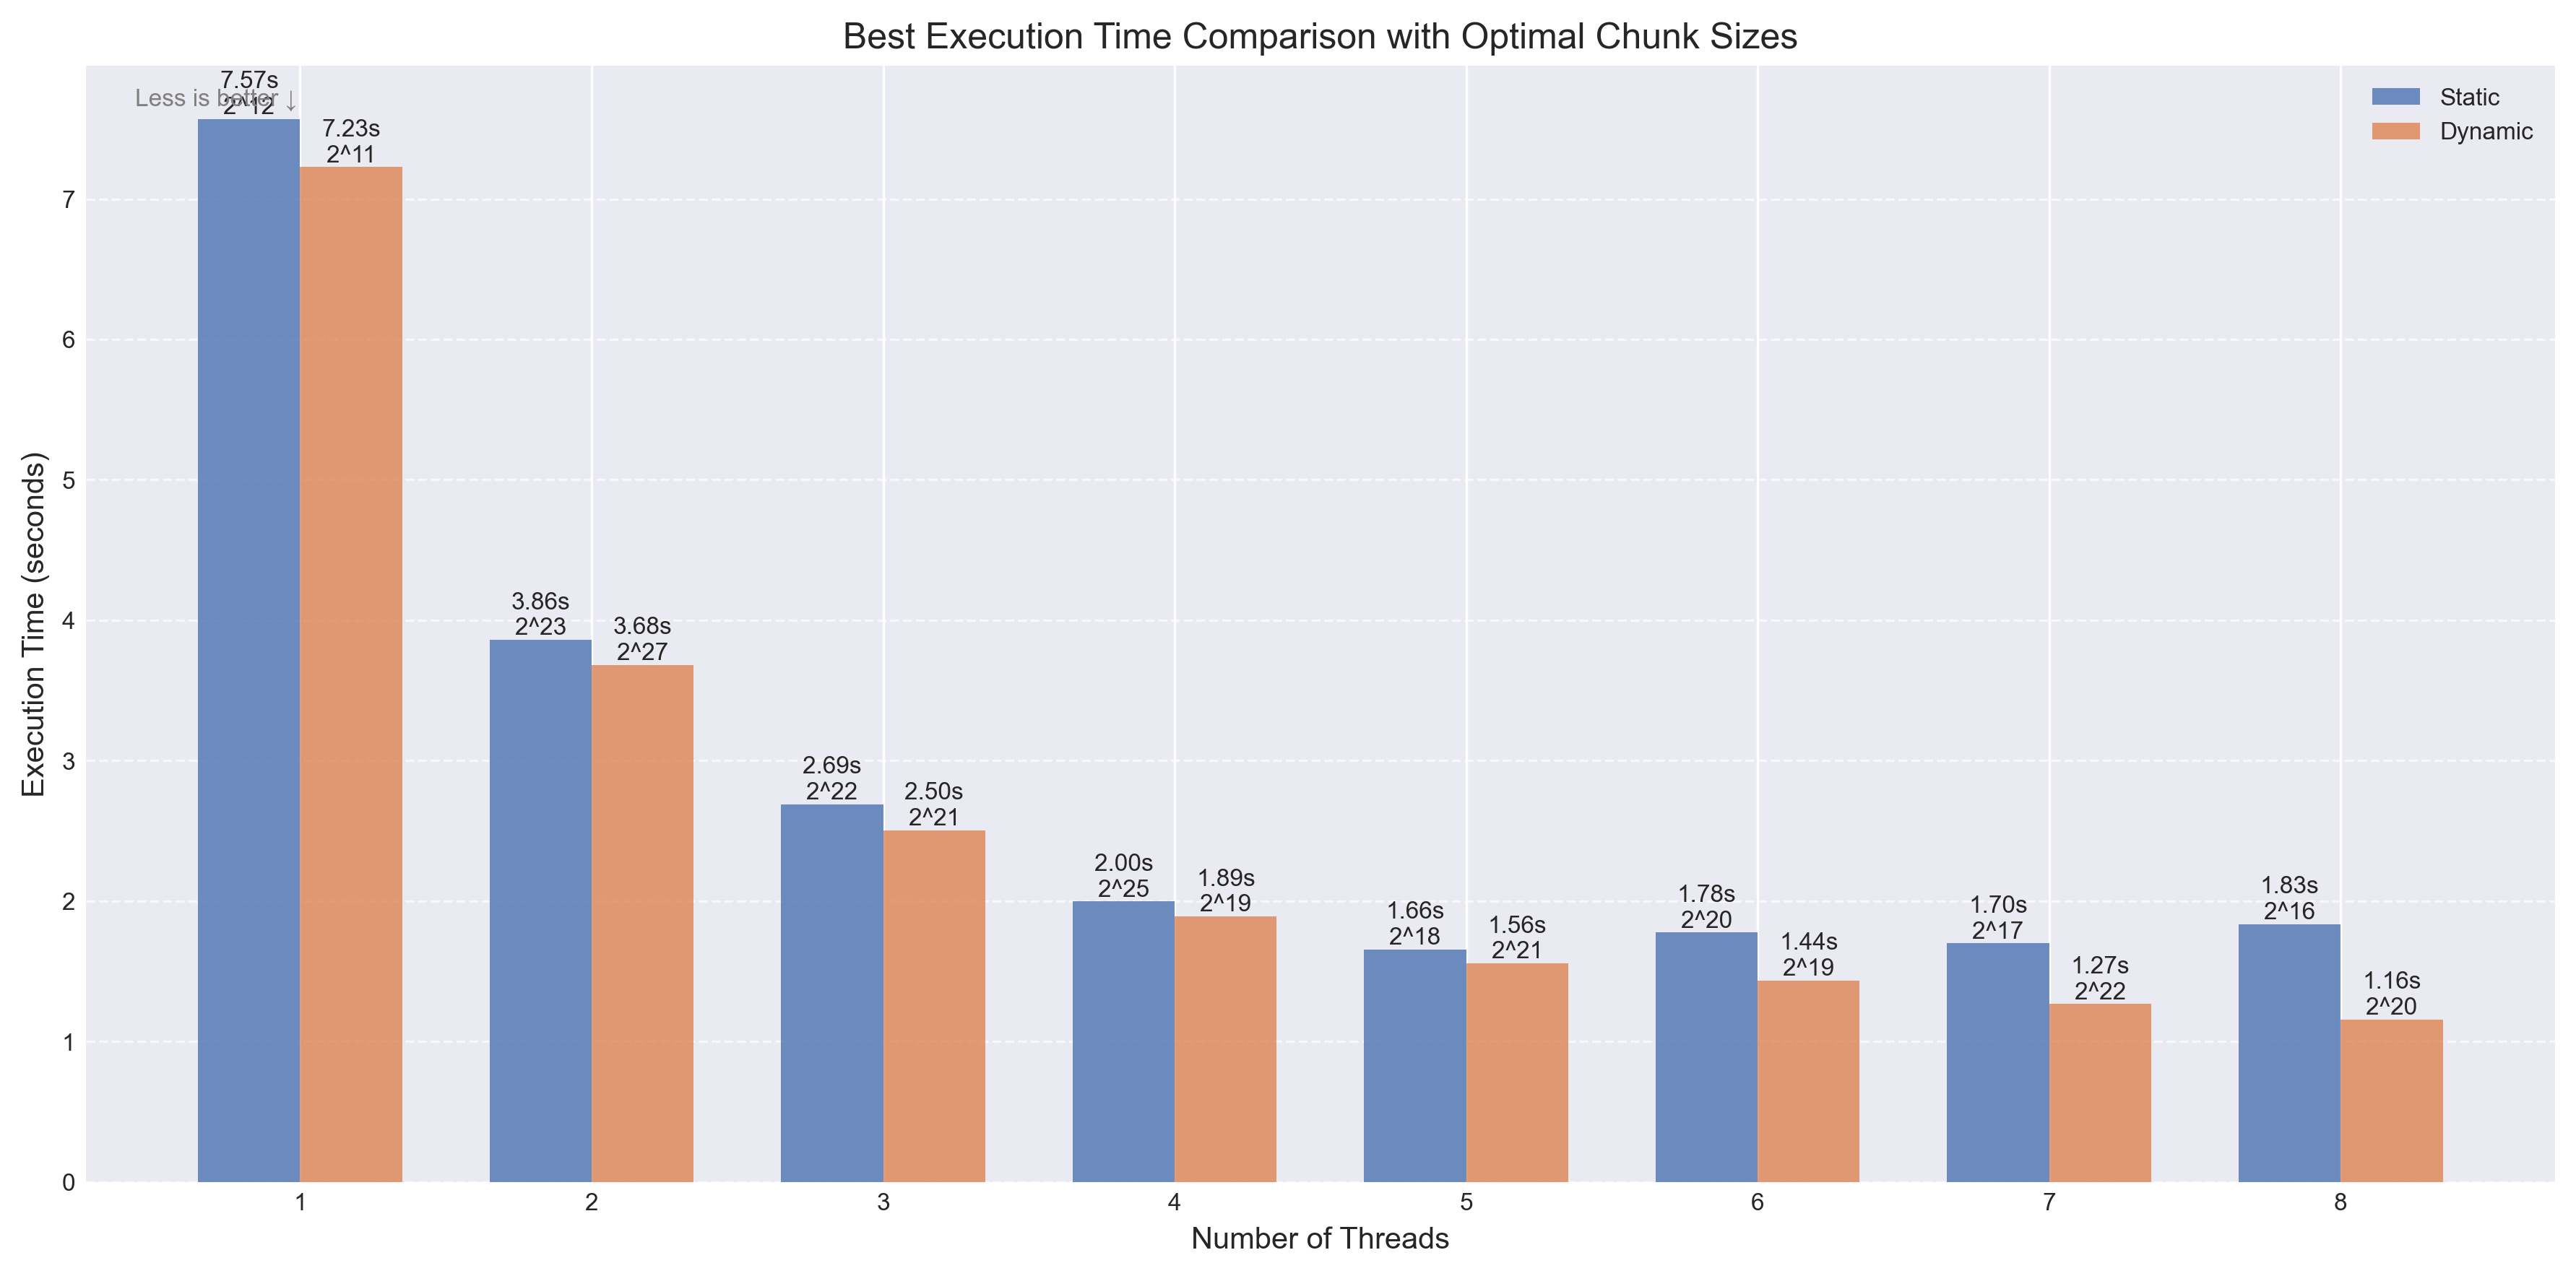 Best Execution Time Comparison with Optimal Chunk Sizes
Less is better ↓
Static
Dynamic
7.57s
2^12
7.23s
2^11
3.86s
2^23
3.68s
2^27
2.69s
2^22
2.50s
2^21
2.00s
2^25
1.89s
2^19
1.66s
2^18
1.56s
2^21
1.78s
2^20
1.44s
2^19
1.70s
2^17
1.27s
2^22
1.83s
2^16
1.16s
2^20
Execution Time (seconds)
7
6
5
4
3
2
1
0
1
2
3
4
5
6
7
8
Number of Threads